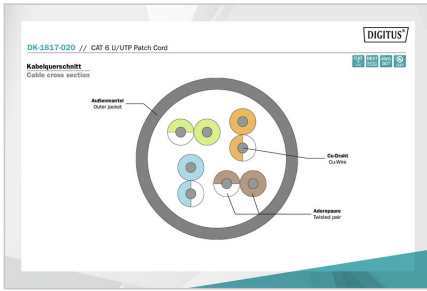 DIGITUS®
DK-1617-020 // CAT 6 U/UTP Patch Cord
Kabelquerschnitt
Cable cross section
Außenmantel
Outer jacket
Cu-Draht
Cu-Wire
Adernpaare
Twisted pair